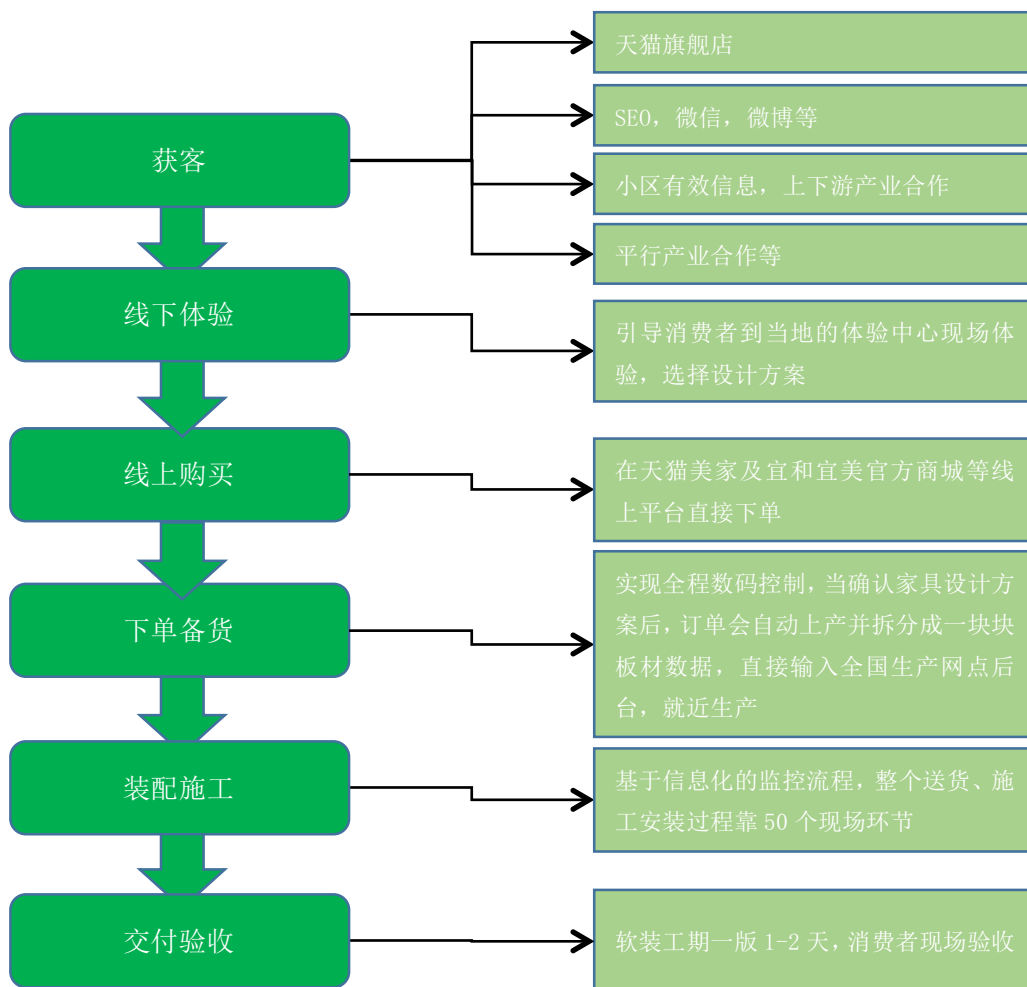 获客
天猫旗舰店
SEO，微信，微博等
小区有效信息，上下游产业合作
平行产业合作等
线下体验
引导消费者到当地的体验中心现场体
验，选择设计方案
线上购买
在天猫美家及宜和宜美官方商城等线
上平台直接下单
下单备货
实现全程数码控制，当确认家具设计方
案后，订单会自动上产并拆分成一块块
板材数据，直接输入全国生产网点后
台，就近生产
装配施工
基于信息化的监控流程，整个送货、施
工安装过程靠 50 个现场环节
交付验收
软装工期一版 1-2 天，消费者现场验收